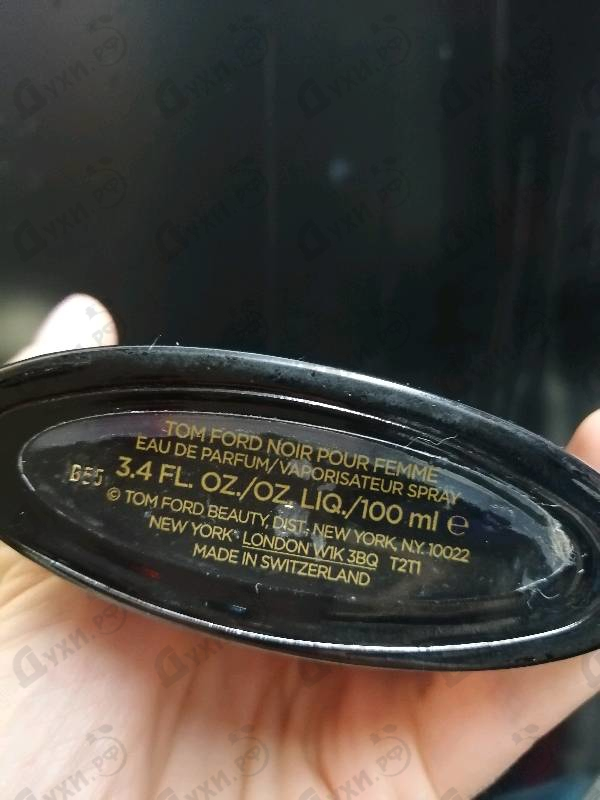 TOM FORD NOIR POUR FEMME
EAU DE PARFUM/VAPORISATEUR SPRAY
3.4 FL. OZ./OZ. LIQ./100 ml e
© TOM FORD BEAUTY, DIST. NEW YORK, N.Y. 10022
NEW YORK LONDON W1K 3BQ T2T1
MADE IN SWITZERLAND
Духи.рф